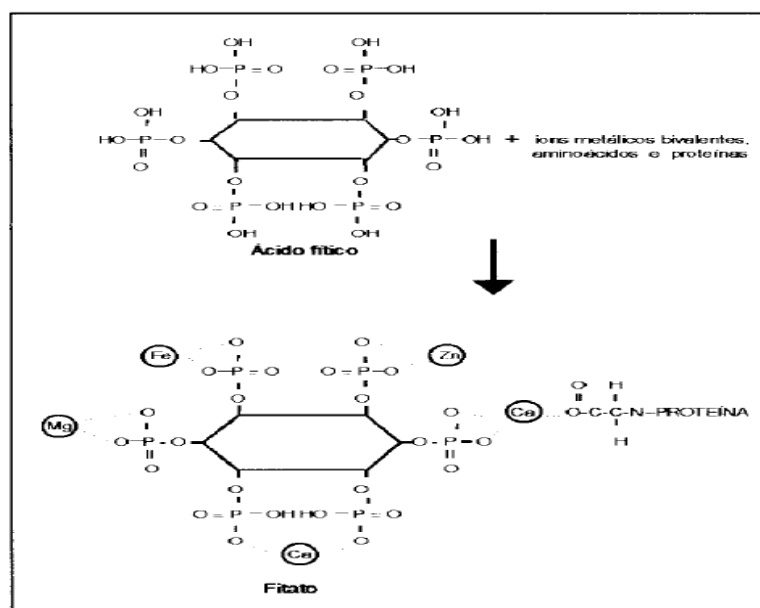 OH OH
HO-P=O O=P-OH
O O
OH OH
HO-P-O O-P-OH + ions metálicos bivalentes,
O O aminoácidos e proteínas
O O
O=P-OH HO-P=O
OH OH
Ácido fítico
Fe O O Zn
O-P=O O=P-O
O O O H
Mg O O Ca O-C-C-N-PROTEÍNA
O-P-O O-P-O H
O O
O O
O=P-OH HO-P=O
O O
Ca
Fitato